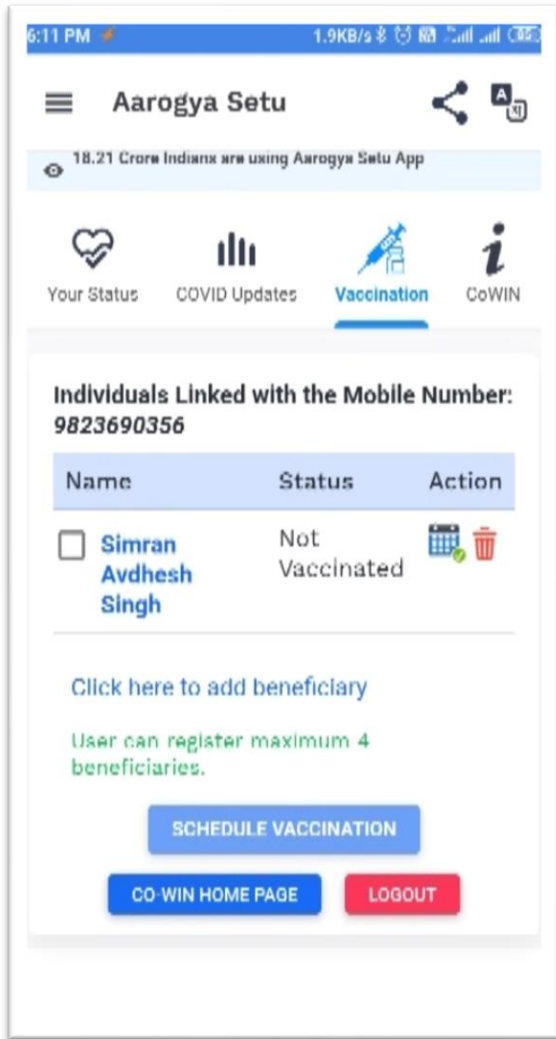 6:11 PM 1.9KB/s
Aarogya Setu
18.21 Crore Indians are using Aarogya Setu App
Your Status COVID Updates Vaccination CoWIN
Individuals Linked with the Mobile Number:
9823690356
Name Status Action
Simran Not
Avdhesh Vaccinated
Singh
Click here to add beneficiary
User can register maximum 4
beneficiaries.
SCHEDULE VACCINATION
CO-WIN HOME PAGE LOGOUT